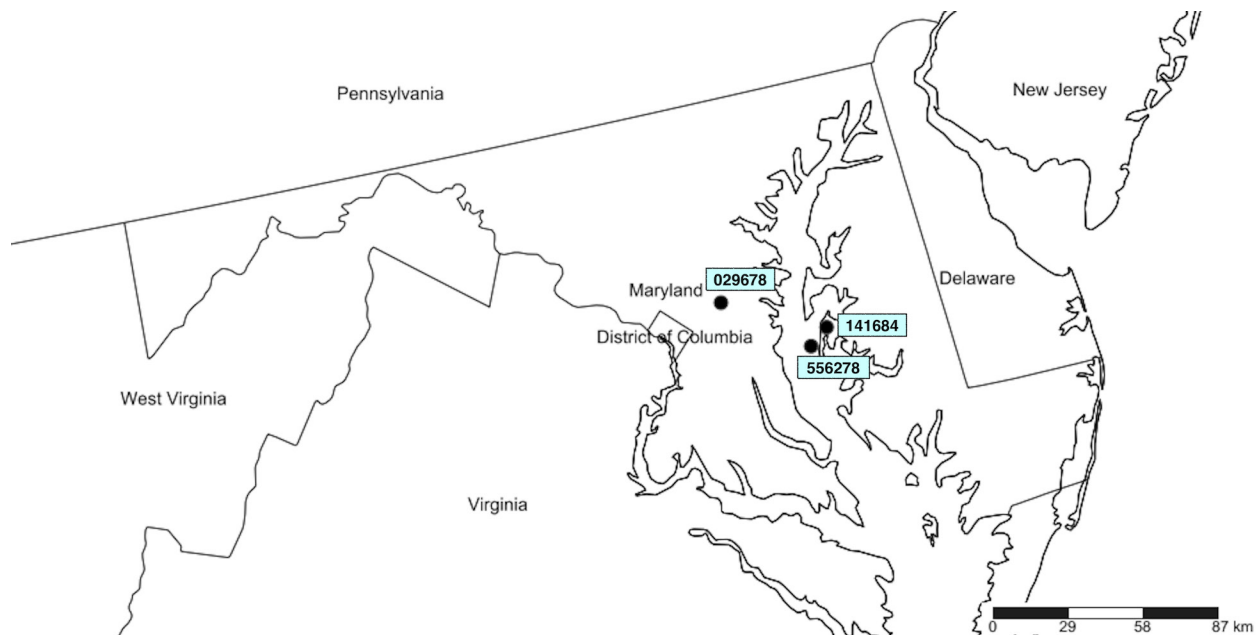 Pennsylvania
New Jersey
Delaware
029678
Maryland
141684
District of Columbia
556278
West Virginia
Virginia
0 29 58 87 km